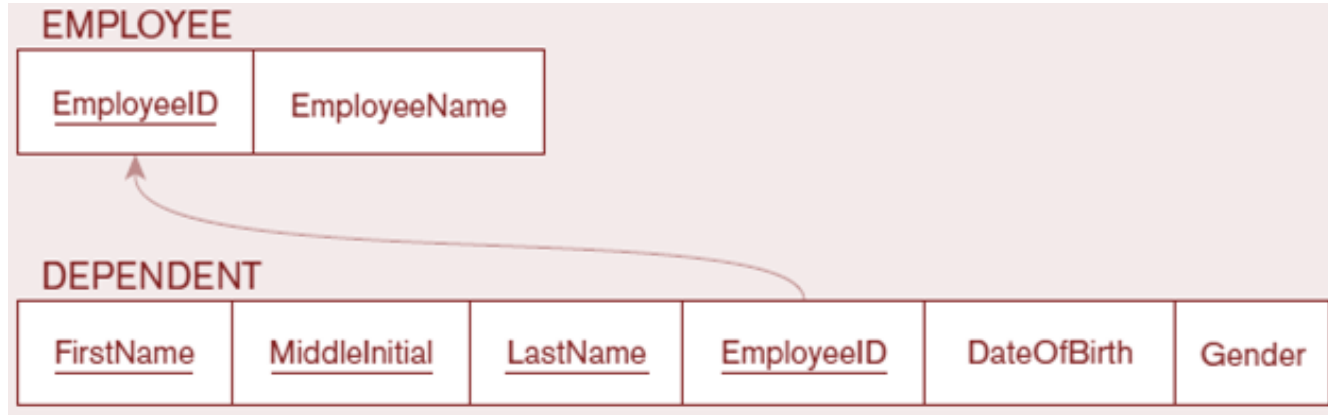 EMPLOYEE
EmployeeID EmployeeName
DEPENDENT
FirstName MiddleInitial LastName EmployeeID DateOfBirth Gender